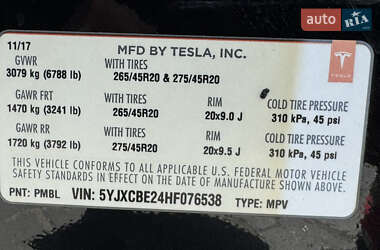 auto RIA.com
11/17
MFD BY TESLA, INC.
TESLA
GVWR WITH TIRES
3079 kg (6788 lb) 265/45R20 & 275/45R20
GAWR FRT WITH TIRES RIM COLD TIRE PRESSURE
1470 kg (3241 lb) 265/45R20 20x9.0 J 310 kPa, 45 psi
GAWR RR WITH TIRES RIM COLD TIRE PRESSURE
1720 kg (3792 lb) 275/45R20 20x9.5 J 310 kPa, 45 psi
THIS VEHICLE CONFORMS TO ALL APPLICABLE U.S. FEDERAL MOTOR VEHICLE
SAFETY STANDARDS IN EFFECT ON THE DATE OF MANUFACTURE SHOWN ABOVE.
PNT: PMBL VIN: 5YJXCBE24HF076538 TYPE: MPV